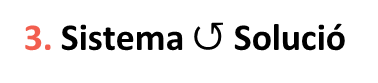 3. Sistema ↺ Solució